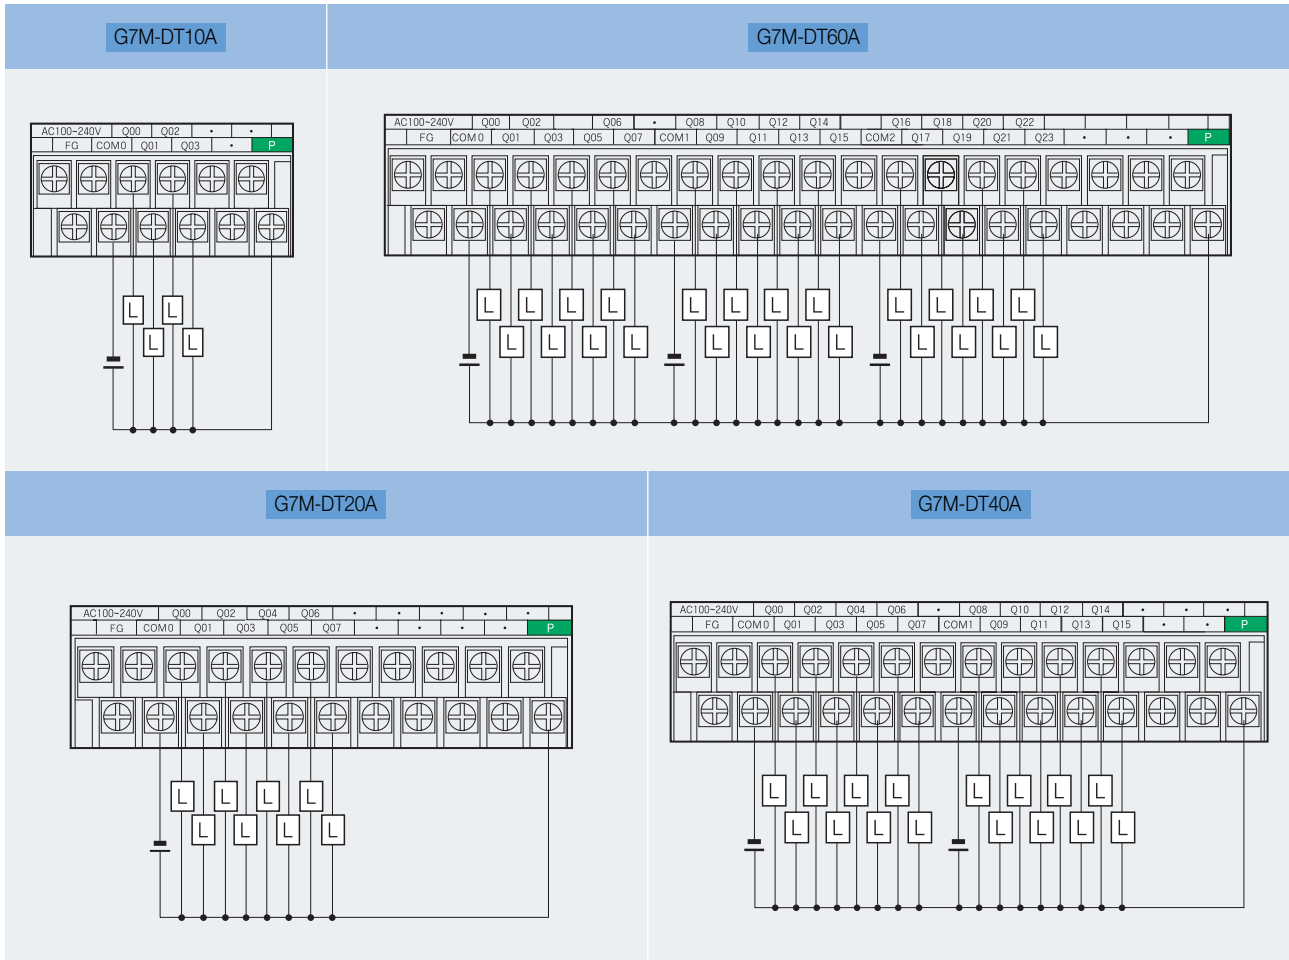 G7M-DT10A
G7M-DT60A
AC100~240V Q00 Q02 • •
FG COM0 Q01 Q03 • P
L L
L L
AC100~240V Q00 Q02 Q06 • Q08 Q10 Q12 Q14 Q16 Q18 Q20 Q22
FG COM0 Q01 Q03 Q05 Q07 COM1 Q09 Q11 Q13 Q15 COM2 Q17 Q19 Q21 Q23 • • • P
L L L L L L L L L L L L
L L L L L L L L L L L L
G7M-DT20A
G7M-DT40A
AC100~240V Q00 Q02 Q04 Q06 • • • • •
FG COM0 Q01 Q03 Q05 Q07 • • • • P
L L L L
L L L L
AC100~240V Q00 Q02 Q04 Q06 • Q08 Q10 Q12 Q14 • • •
FG COM0 Q01 Q03 Q05 Q07 COM1 Q09 Q11 Q13 Q15 • • P
L L L L L L L L
L L L L L L L L